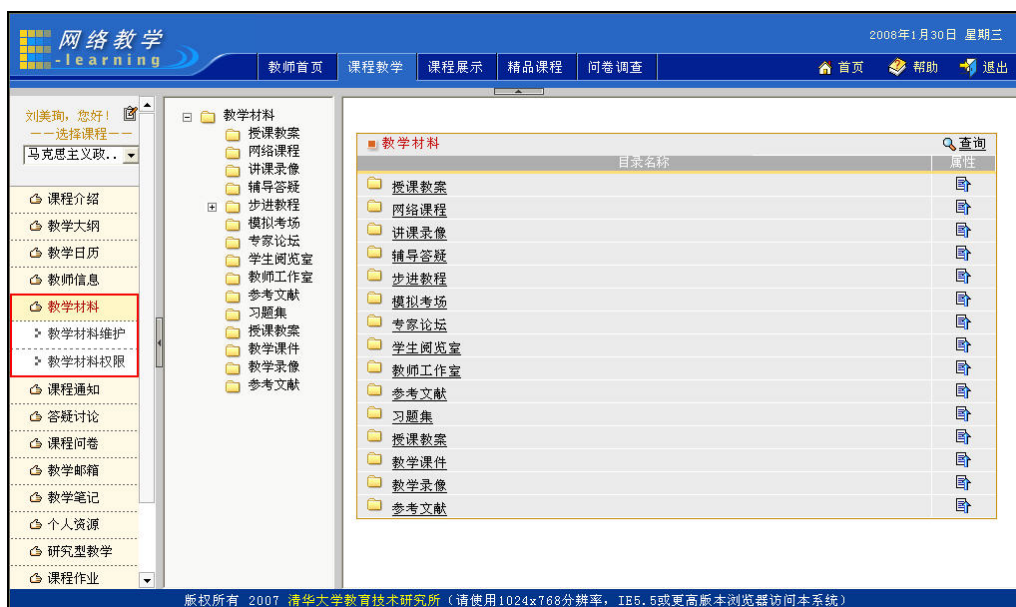 网络教学
-learning
2008年1月30日 星期三
教师首页 课程教学 课程展示 精品课程 问卷调查 首页 帮助 退出
刘美珣，您好！
——选择课程——
马克思主义政..
课程介绍
教学大纲
教学日历
教师信息
教学材料
教学材料维护
教学材料权限
课程通知
答疑讨论
课程问卷
教学邮箱
教学笔记
个人资源
研究型教学
课程作业
教学材料
授课教案
网络课程
讲课录像
辅导答疑
步进教程
模拟考场
专家论坛
学生阅览室
教师工作室
参考文献
习题集
授课教案
教学课件
教学录像
参考文献
教学材料 查询
目录名称 属性
授课教案
网络课程
讲课录像
辅导答疑
步进教程
模拟考场
专家论坛
学生阅览室
教师工作室
参考文献
习题集
授课教案
教学课件
教学录像
参考文献
版权所有 2007 清华大学教育技术研究所（请使用1024x768分辨率，IE5.5或更高版本浏览器访问本系统）